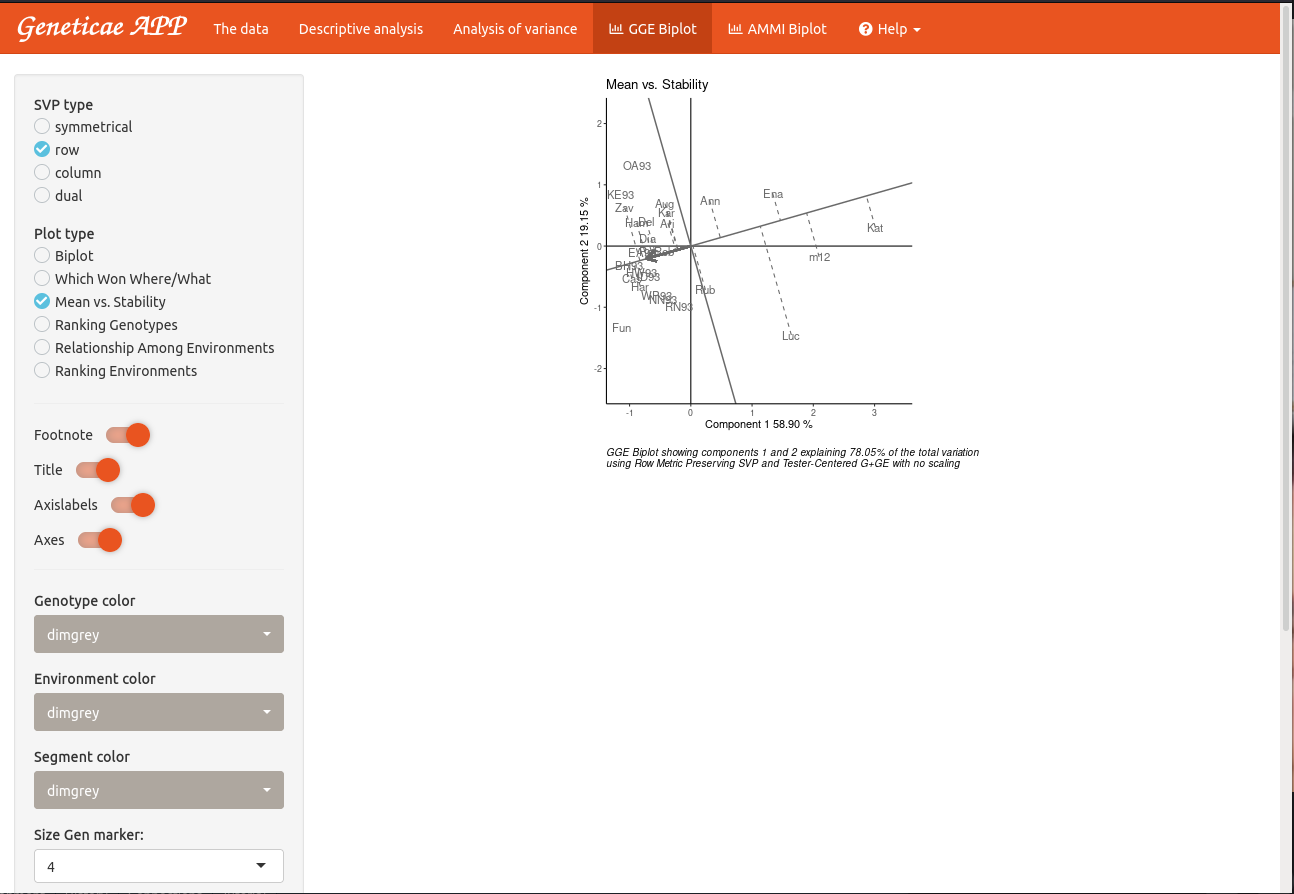 Geneticae APP
The data
Descriptive analysis
Analysis of variance
GGE Biplot
AMMI Biplot
Help
SVP type
symmetrical
row
column
dual
Plot type
Biplot
Which Won Where/What
Mean vs. Stability
Ranking Genotypes
Relationship Among Environments
Ranking Environments
Footnote
Title
Axislabels
Axes
Genotype color
dimgrey
Environment color
dimgrey
Segment color
dimgrey
Size Gen marker:
4
Mean vs. Stability
Component 2 19.15 %
2
1
0
-1
-2
OA93
KE93
Zav
Aug
Kar
Ham
Del
Arj
Dia
BH93
Cas
Har
WP93
NN93
RN93
Fun
Ann
Ena
Kat
m12
Rub
Luc
-1
0
1
2
3
Component 1 58.90 %
GGE Biplot showing components 1 and 2 explaining 78.05% of the total variation
using Row Metric Preserving SVP and Tester-Centered G+GE with no scaling